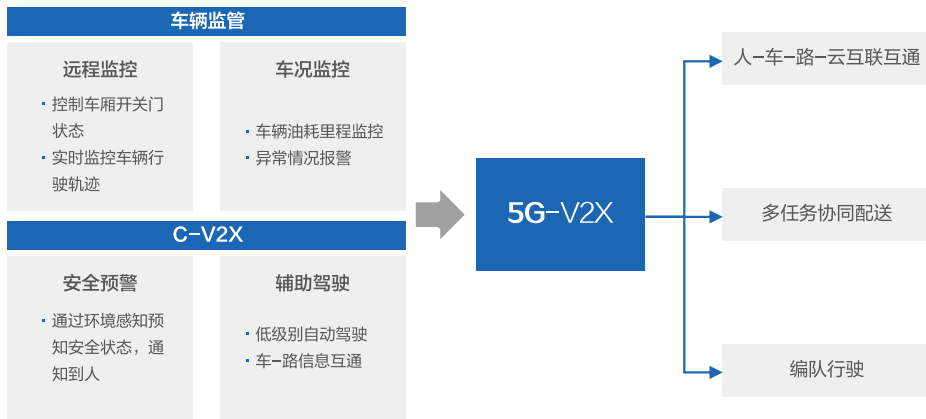 车辆监管
远程监控
控制车厢开关门
状态
实时监控车辆行
驶轨迹
车况监控
车辆油耗里程监控
异常情况报警
C-V2X
安全预警
通过环境感知预
知安全状态，通
知到人
辅助驾驶
低级别自动驾驶
车-路信息互通
5G-V2X
人-车-路-云互联互通
多任务协同配送
编队行驶